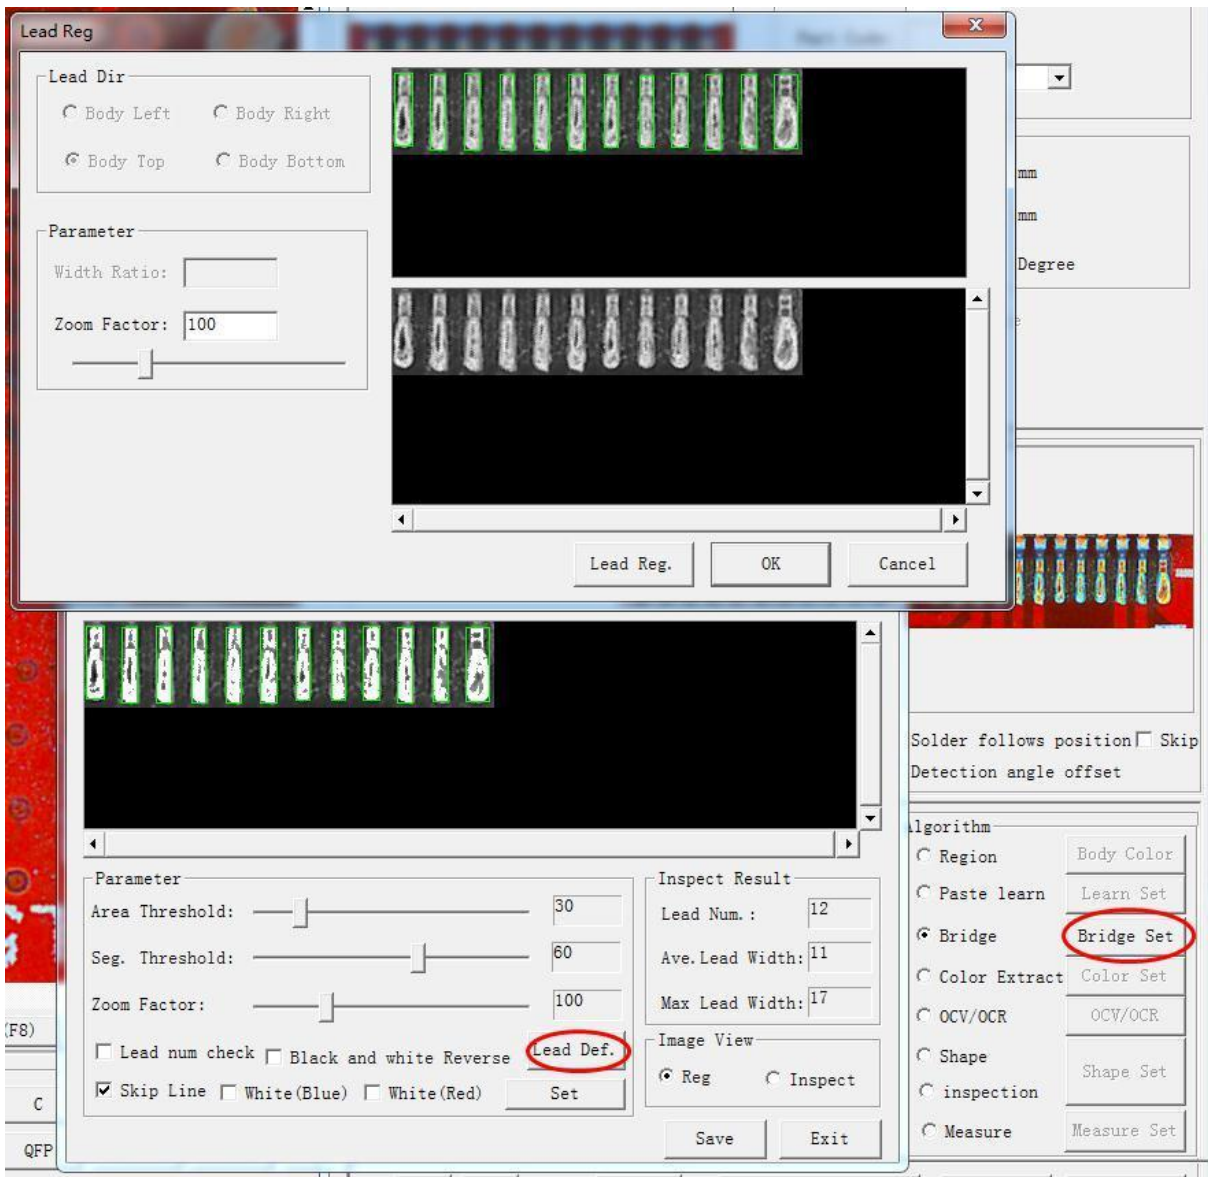 Lead Reg
Lead Dir
Body Left Body Right
Body Top Body Bottom
Parameter
Width Ratio:
Zoom Factor: 100
Lead Reg. OK Cancel
mm
mm
Degree
Solder follows position Skip
Detection angle offset
Parameter
Area Threshold: 30
Seg. Threshold: 60
Zoom Factor: 100
Lead num check Black and white Reverse Lead Def.
Skip Line White(Blue) White(Red) Set
Inspect Result
Lead Num.: 12
Ave.Lead Width: 11
Max Lead Width: 17
Image View
Reg Inspect
Save Exit
lgorithm
Region Body Color
Paste learn Learn Set
Bridge Bridge Set
Color Extract Color Set
OCV/OCR OCV/OCR
Shape Shape Set
inspection
Measure Measure Set
(F8)
C
QFP